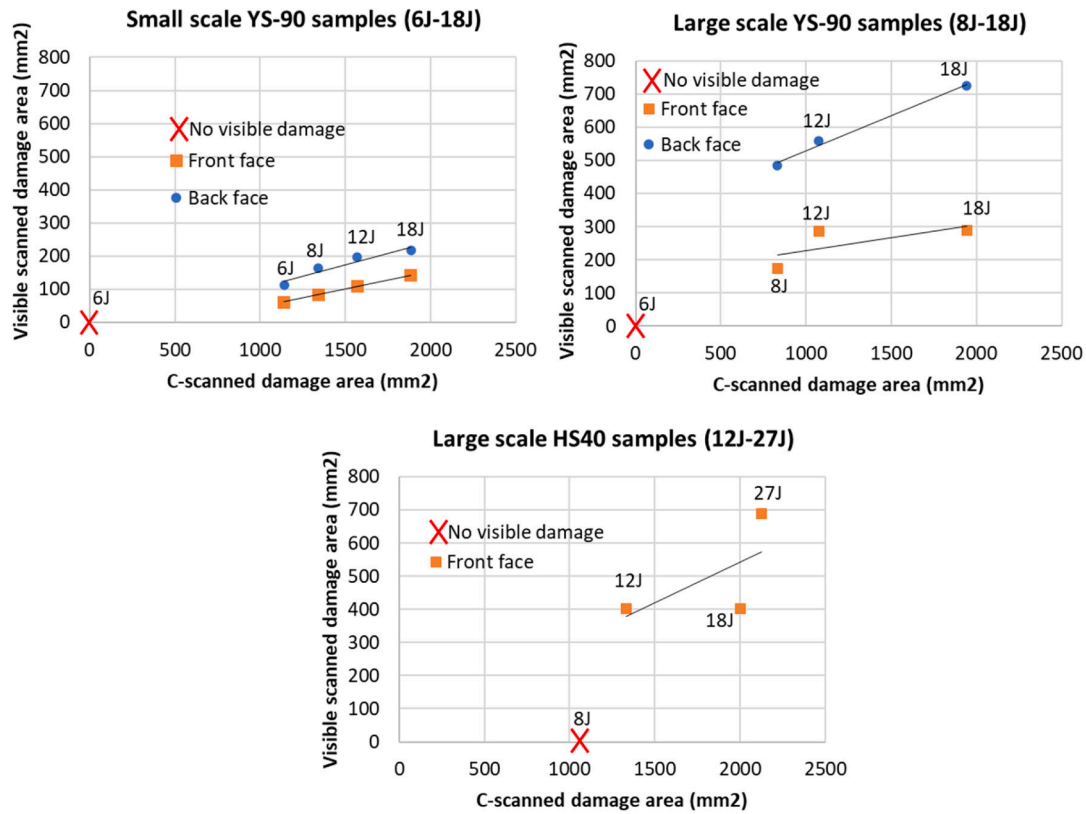 Small scale YS-90 samples (6J-18J)
Visible scanned damage area (mm2)
800
700
600
500
400
300
200
100
0
No visible damage
Front face
Back face
6J
6J
8J
12J
18J
0
500
1000
1500
2000
2500
C-scanned damage area (mm2)
Large scale YS-90 samples (8J-18J)
Visible scanned damage area (mm2)
800
700
600
500
400
300
200
100
0
No visible damage
Front face
Back face
18J
12J
12J
18J
8J
6J
0
500
1000
1500
2000
2500
C-scanned damage area (mm2)
Large scale HS40 samples (12J-27J)
Visible scanned damage area (mm2)
800
700
600
500
400
300
200
100
0
No visible damage
Front face
27J
12J
18J
8J
0
500
1000
1500
2000
2500
C-scanned damage area (mm2)